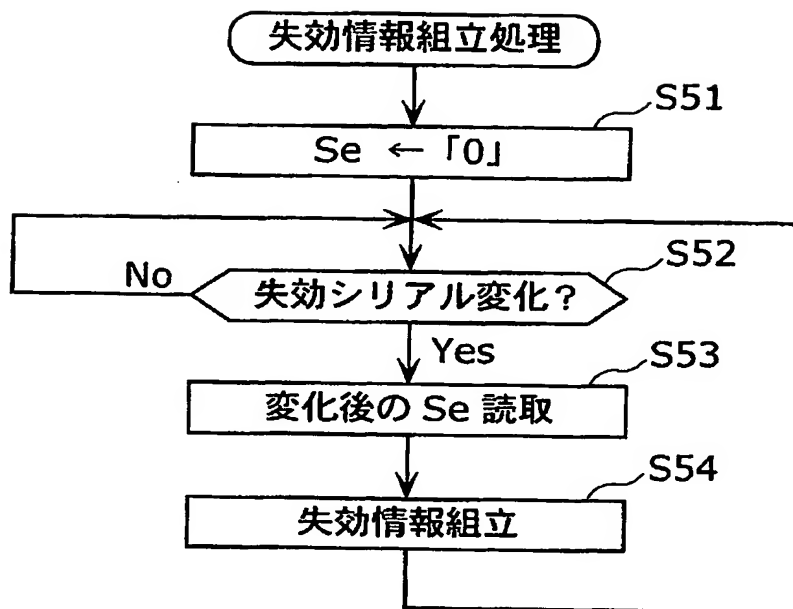 失効情報組立処理
S51
Se ← 「0」
S52
No
失効シリアル変化？
Yes
S53
変化後の Se 読取
S54
失効情報組立